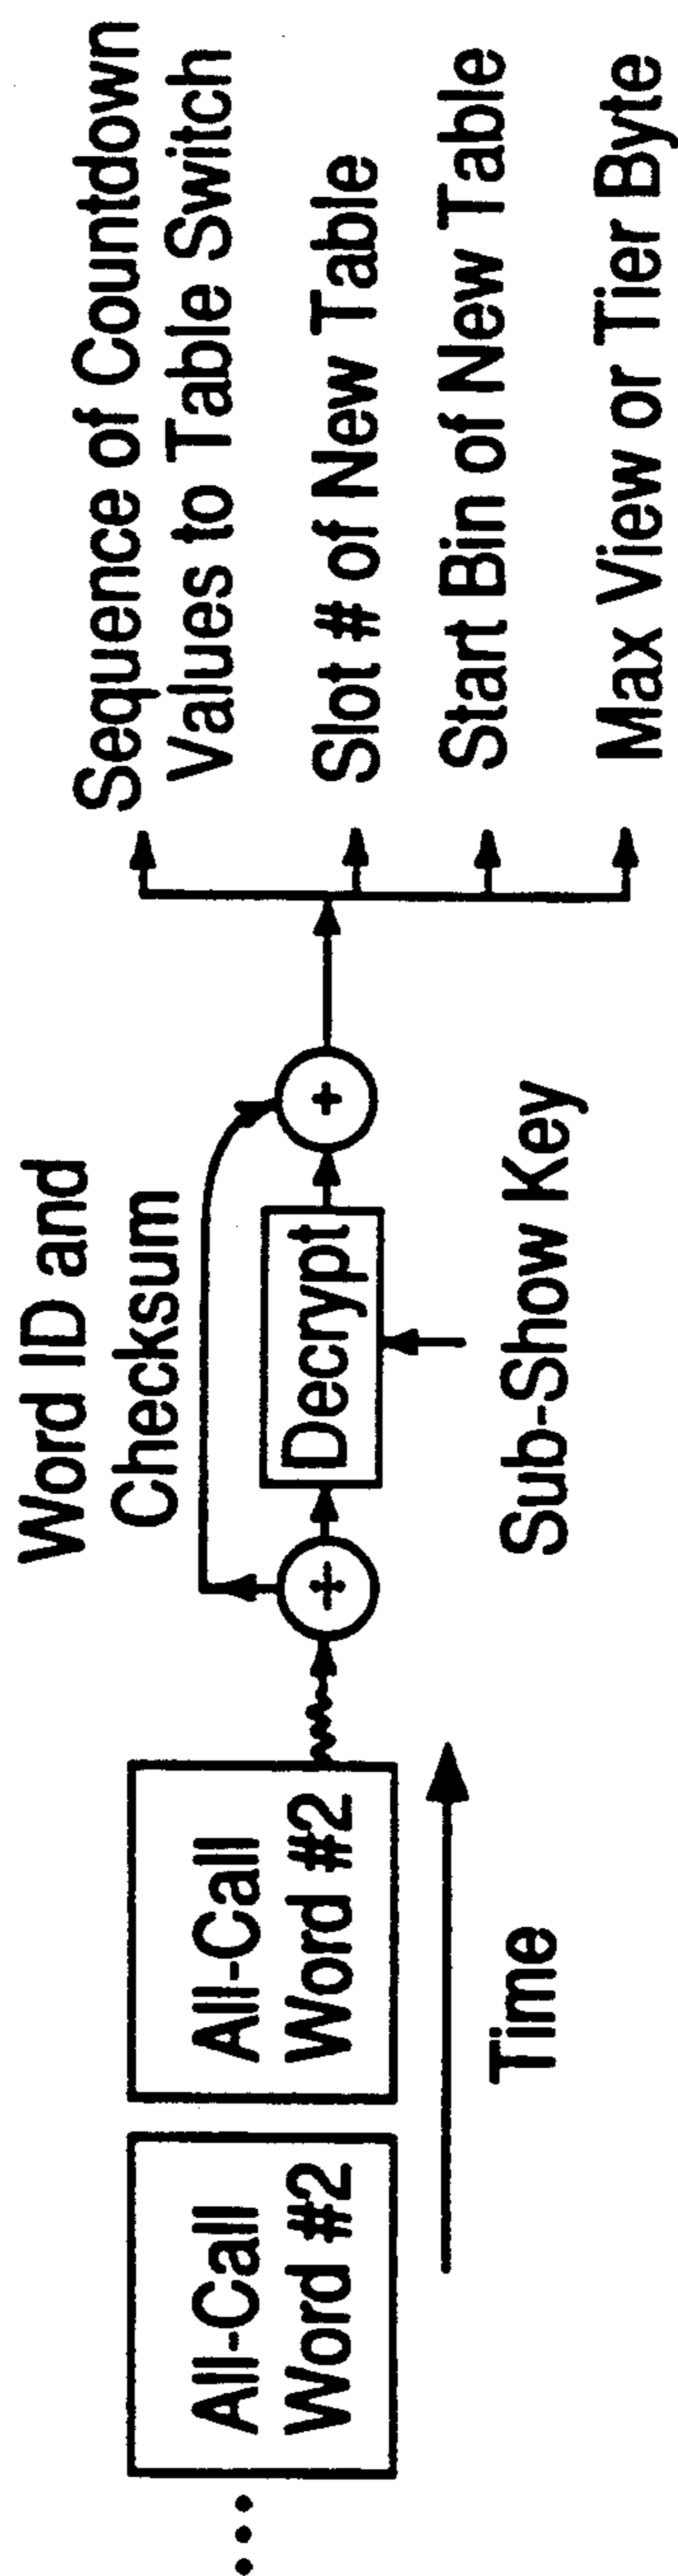 All-Call
Word #2
All-Call
Word #2
Time
Word ID and
Checksum
÷
Decrypt
+
Sub-Show Key
Sequence of Countdown
Values to Table Switch
Slot # of New Table
Start Bin of New Table
Max View or Tier Byte